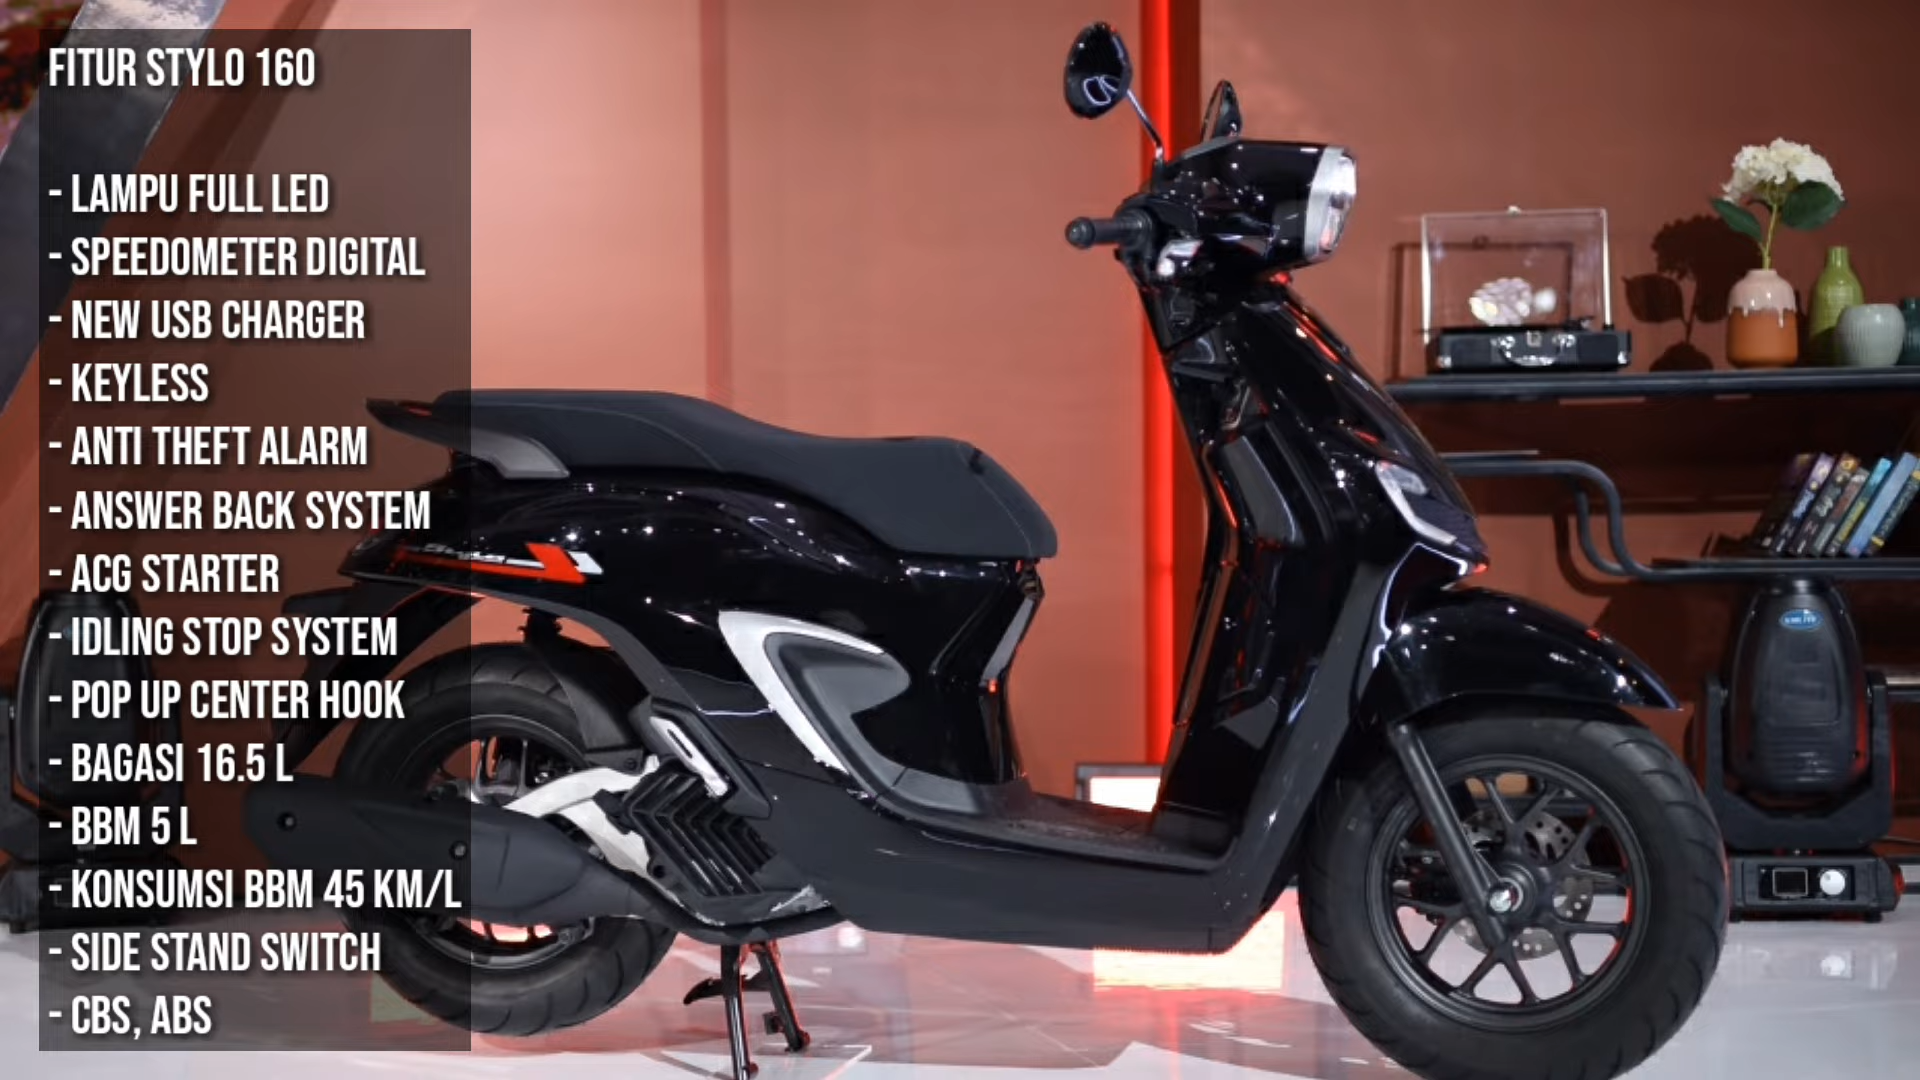 FITUR STYLO 160
- LAMPU FULL LED
- SPEEDOMETER DIGITAL
- NEW USB CHARGER
- KEYLESS
- ANTI THEFT ALARM
- ANSWER BACK SYSTEM
- ACG STARTER
- IDLING STOP SYSTEM
- POP UP CENTER HOOK
- BAGASI 16.5 L
- BBM 5 L
- KONSUMSI BBM 45 KM/L
- SIDE STAND SWITCH
- CBS, ABS